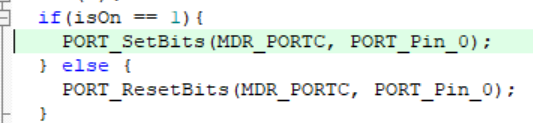 if(isOn == 1){
PORT_SetBits(MDR_PORTC, PORT_Pin_0);
} else {
PORT_ResetBits(MDR_PORTC, PORT_Pin_0);
}